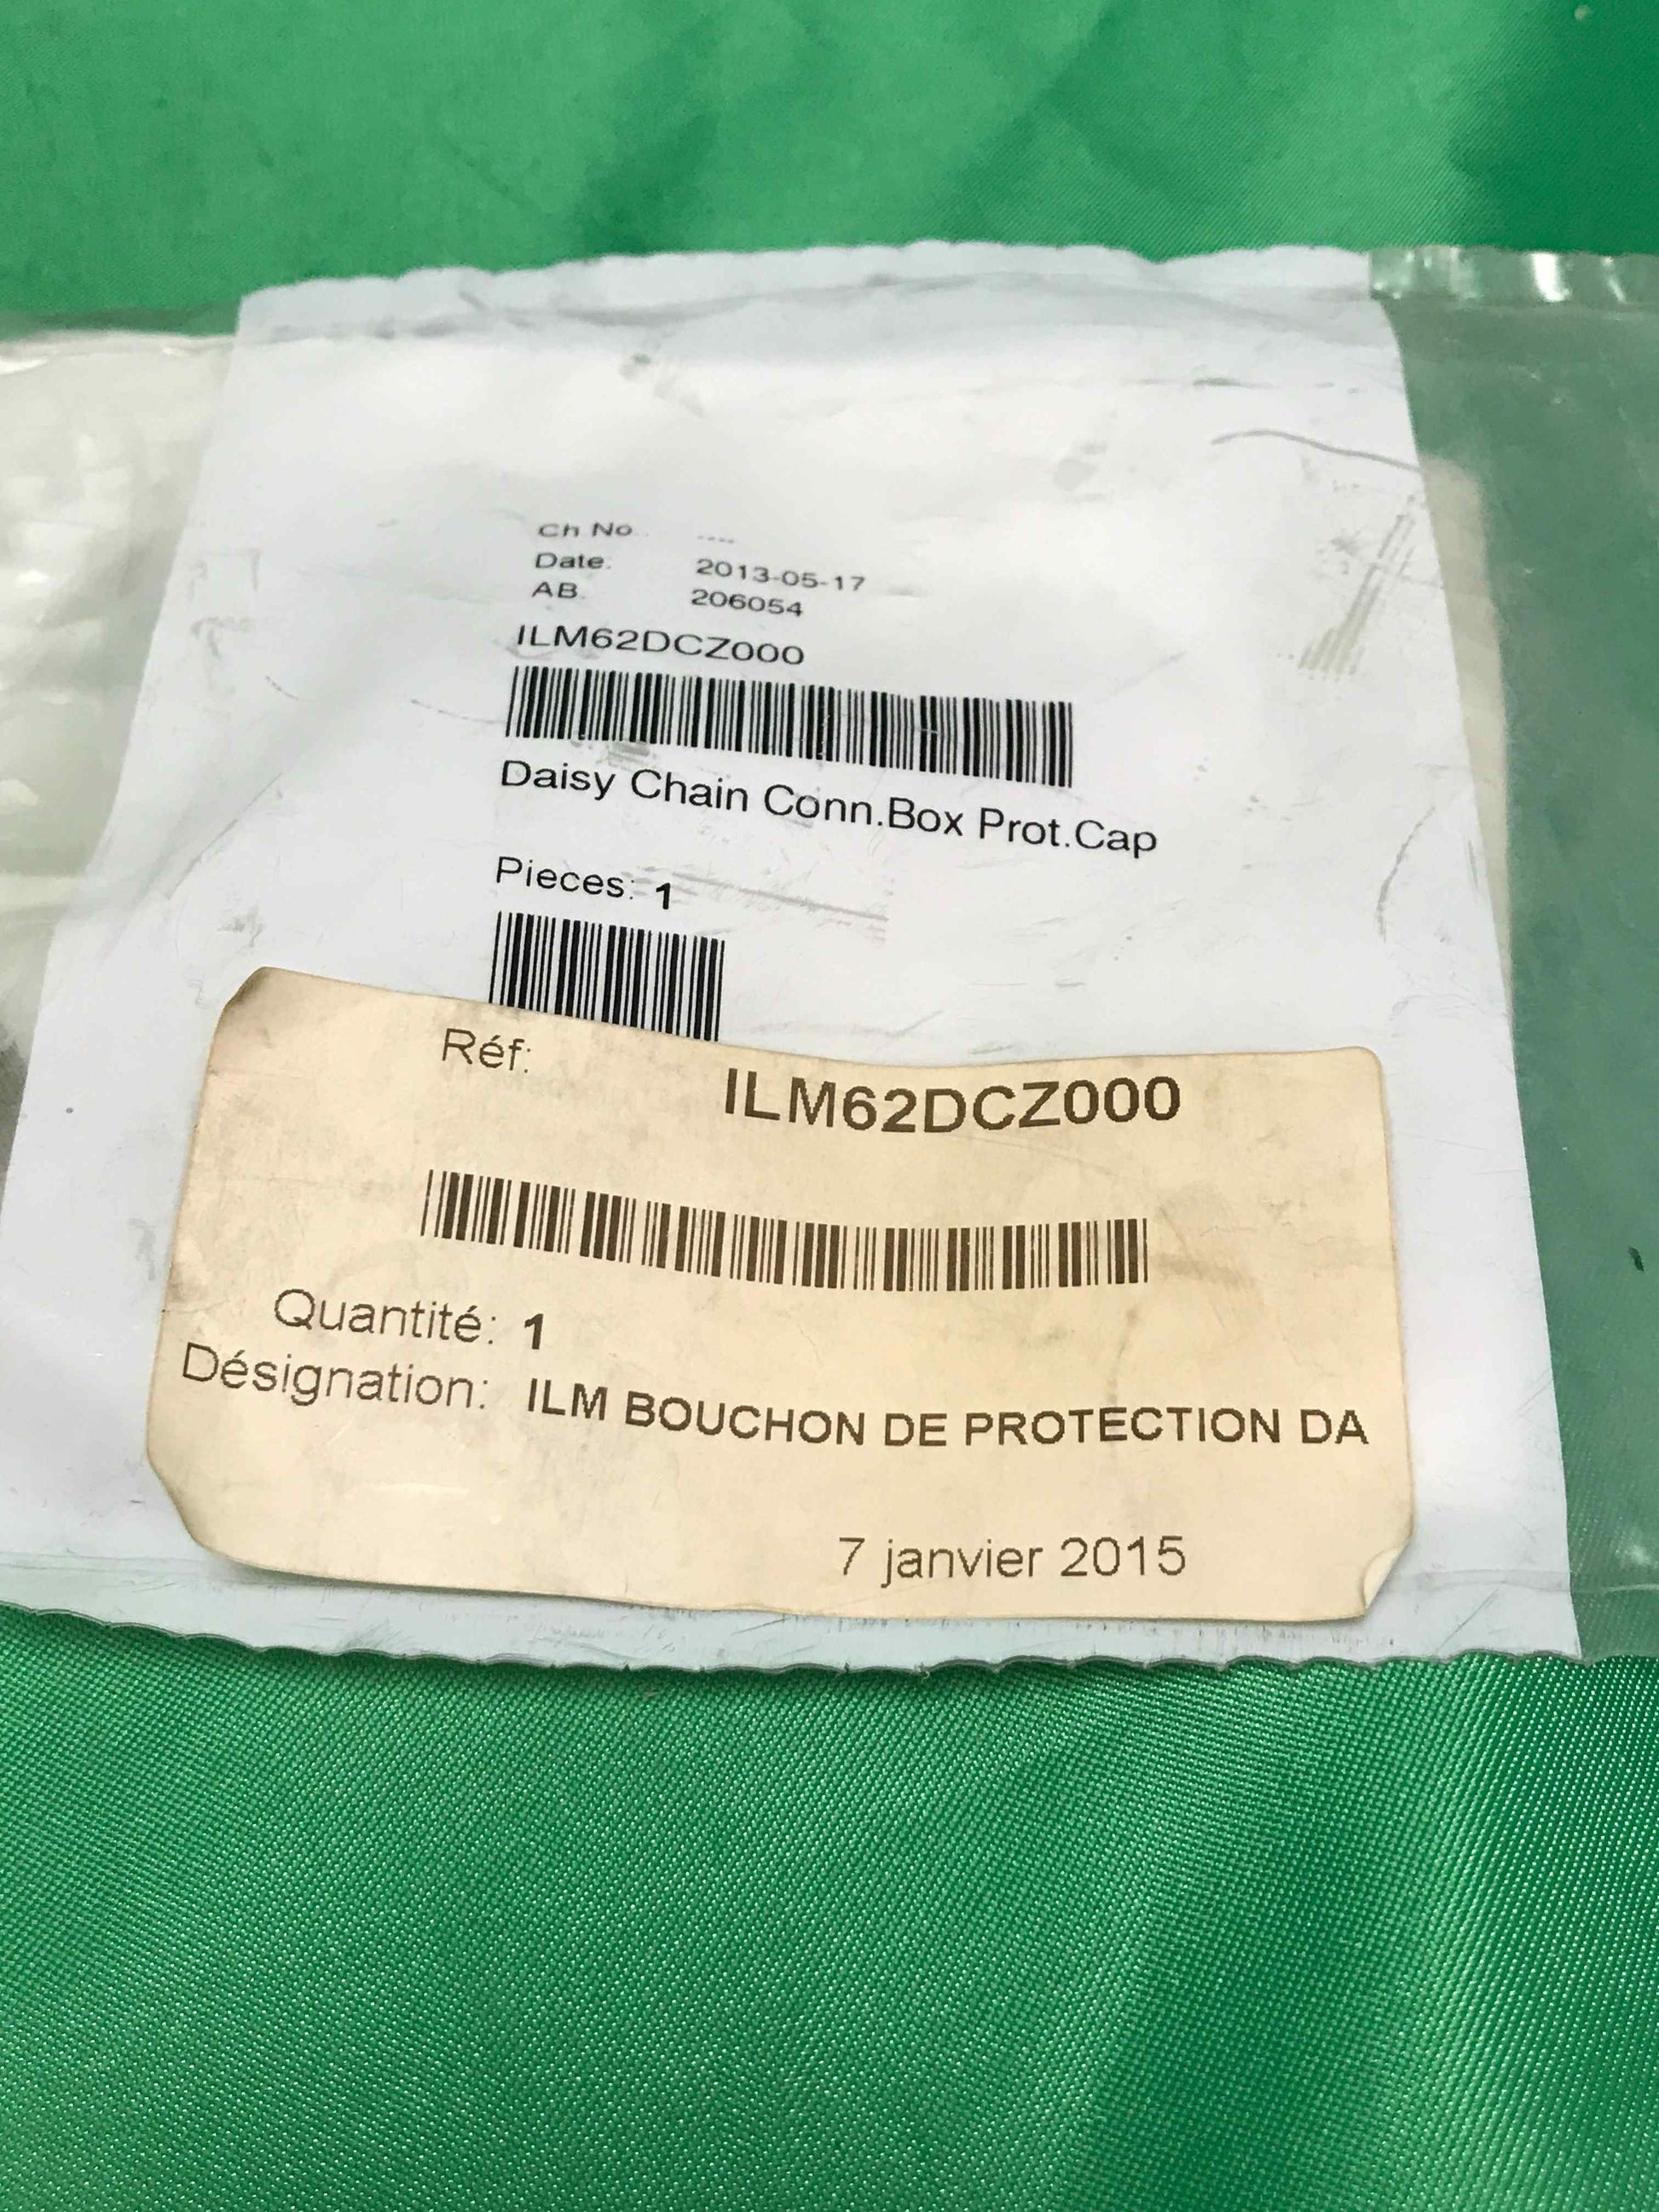 Ch No. ----
Date. 2013-05-17
AB. 206054
ILM62DCZ000
Daisy Chain Conn.Box Prot.Cap
Pieces: 1
Réf: ILM62DCZ000
Quantité: 1
Désignation: ILM BOUCHON DE PROTECTION DA
7 janvier 2015